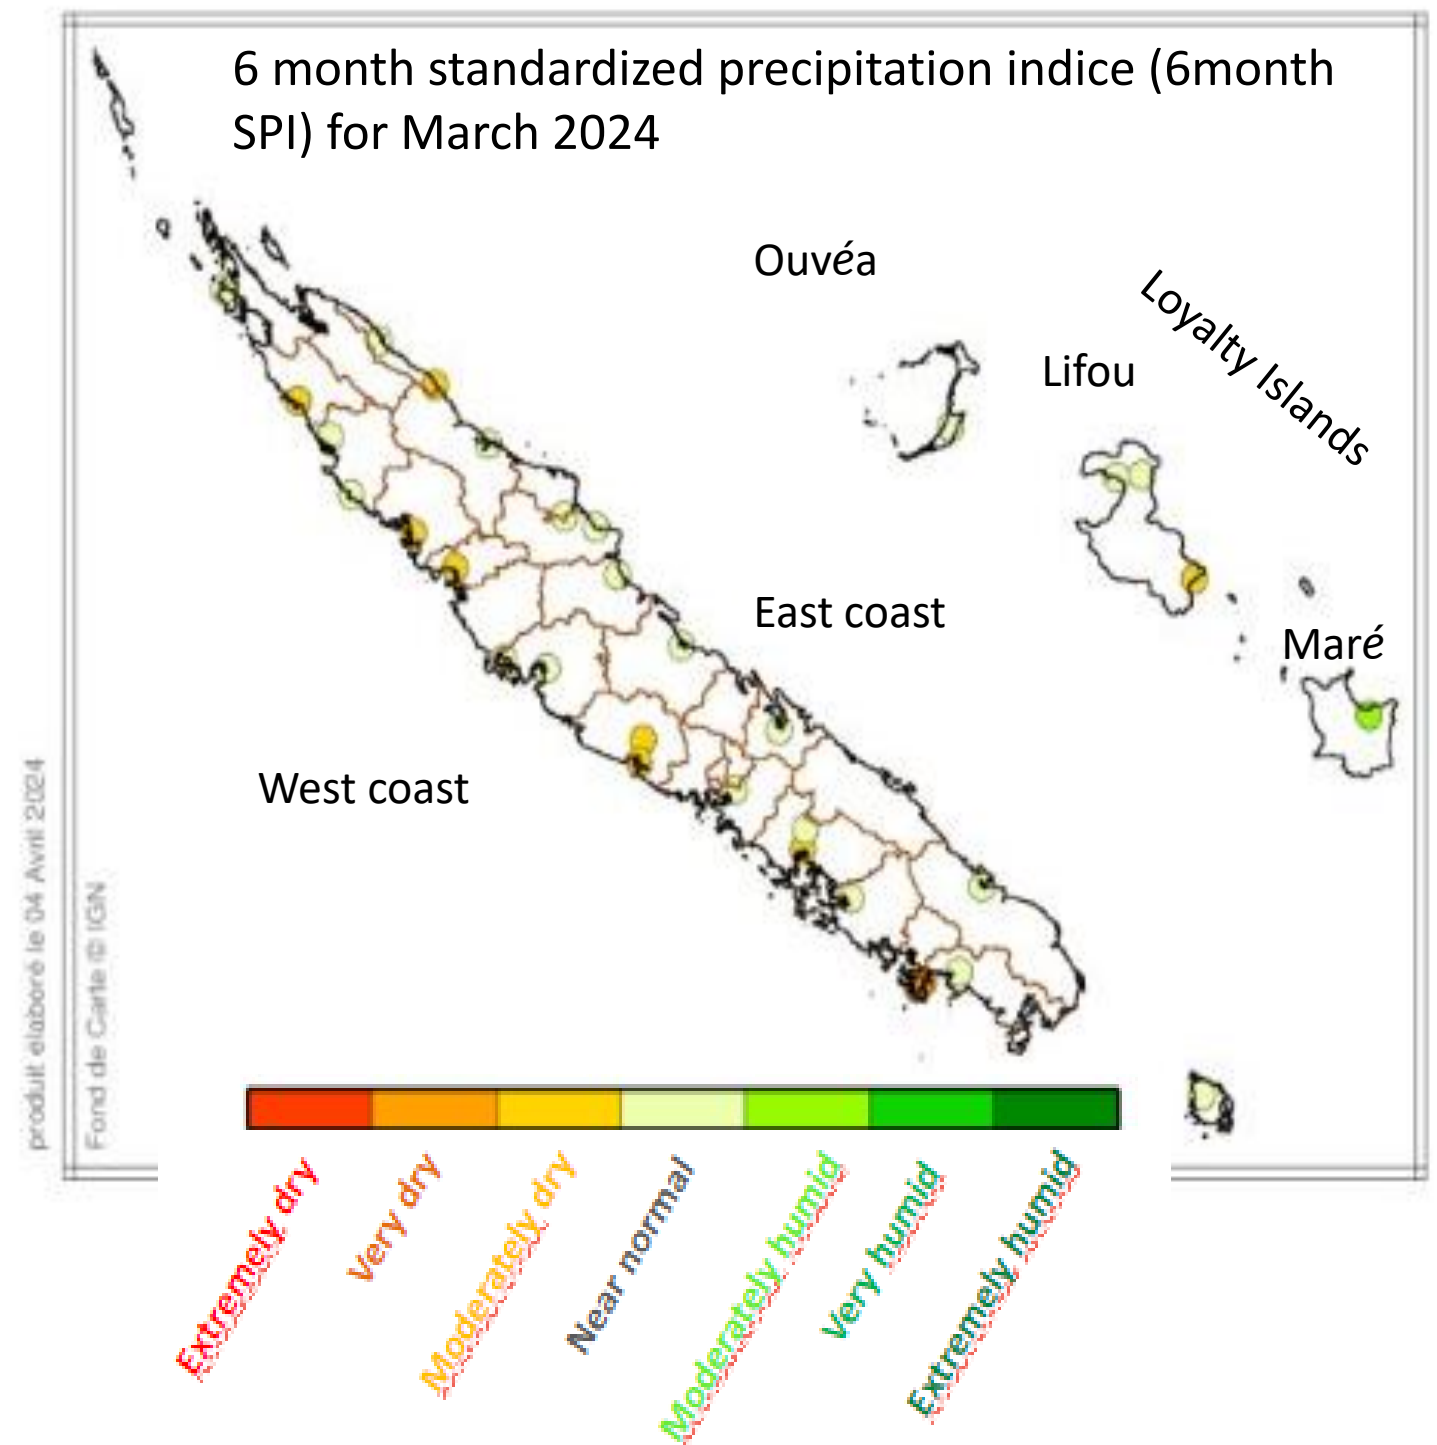 6 month standardized precipitation indice (6month
SPI) for March 2024
Ouvéa
Loyalty Islands
Lifou
East coast
Maré
West coast
produit élaboré le 04 Avril 2024
Fond de Carte © IGN
Extremely dry
Very dry
Moderately dry
Near normal
Moderately humid
Very humid
Extremely humid